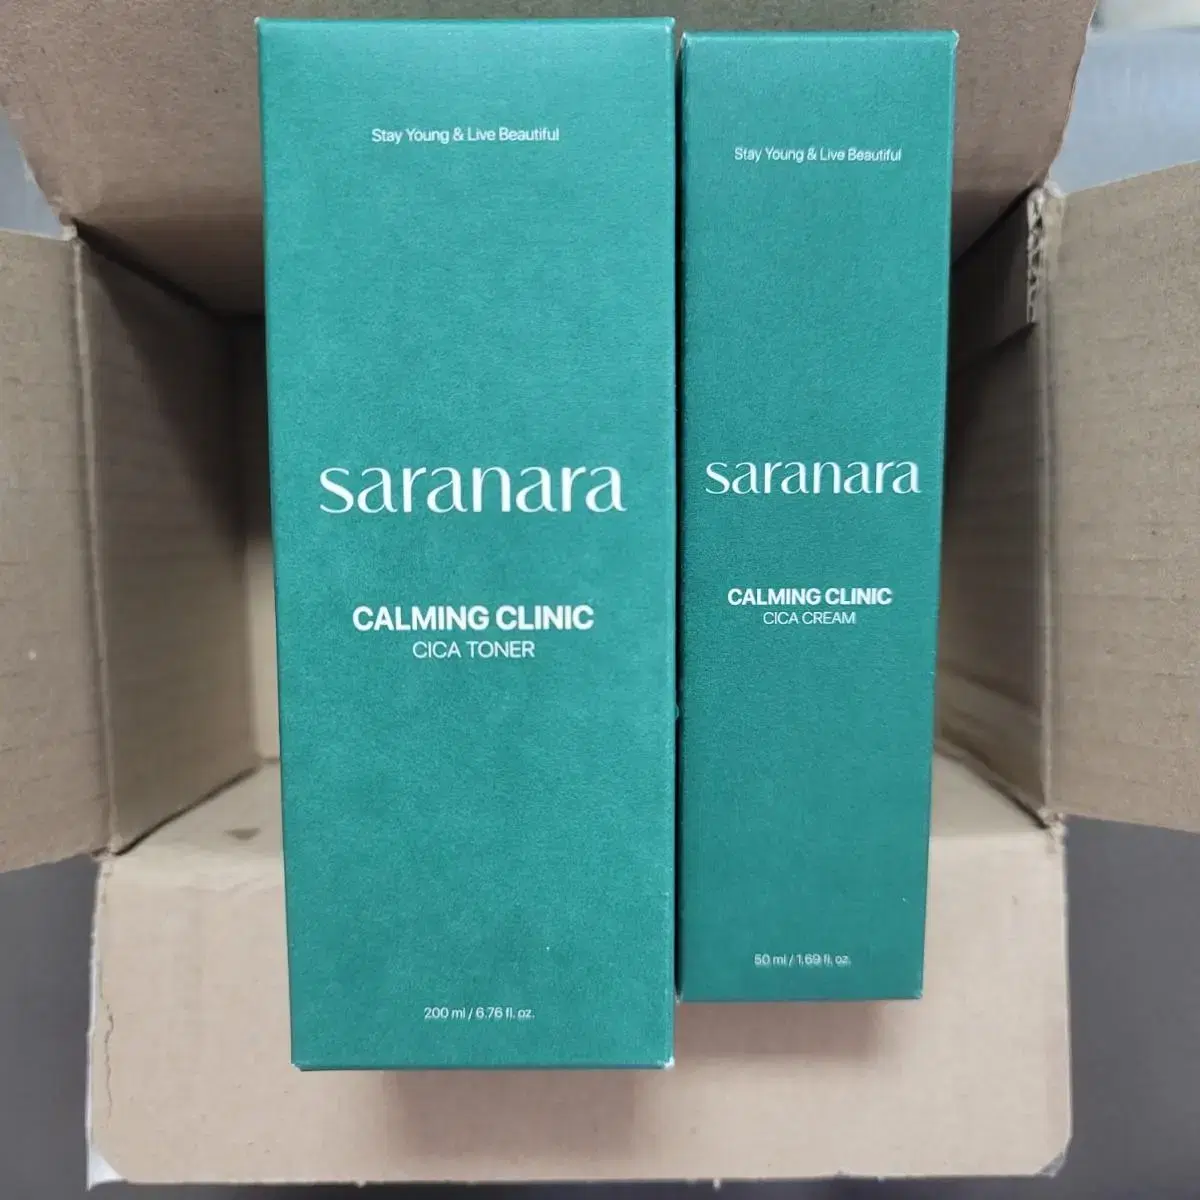 Stay Young & Live Beautiful
saranara
CALMING CLINIC
CICA TONER
200 ml / 6.76 fl. oz.
Stay Young & Live Beautiful
saranara
CALMING CLINIC
CICA CREAM
50 ml / 1.69 fl. oz.